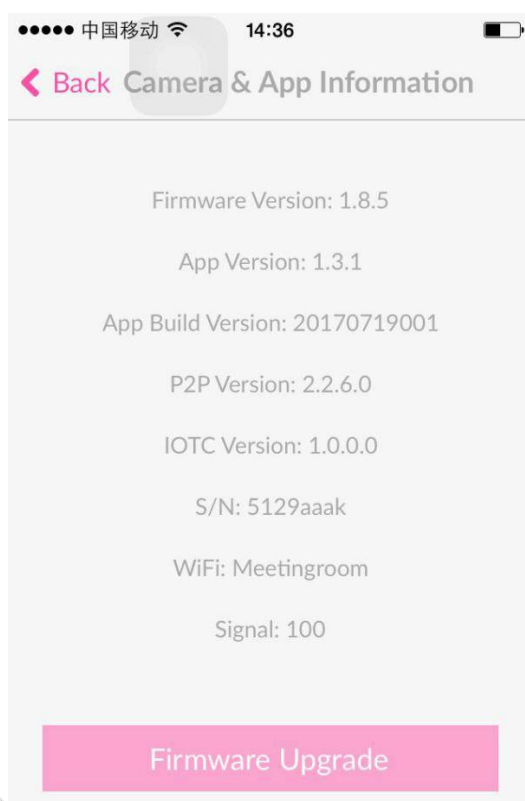 中国移动 14:36
Back Camera & App Information
Firmware Version: 1.8.5
App Version: 1.3.1
App Build Version: 20170719001
P2P Version: 2.2.6.0
IOTC Version: 1.0.0.0
S/N: 5129aaak
WiFi: Meetingroom
Signal: 100
Firmware Upgrade